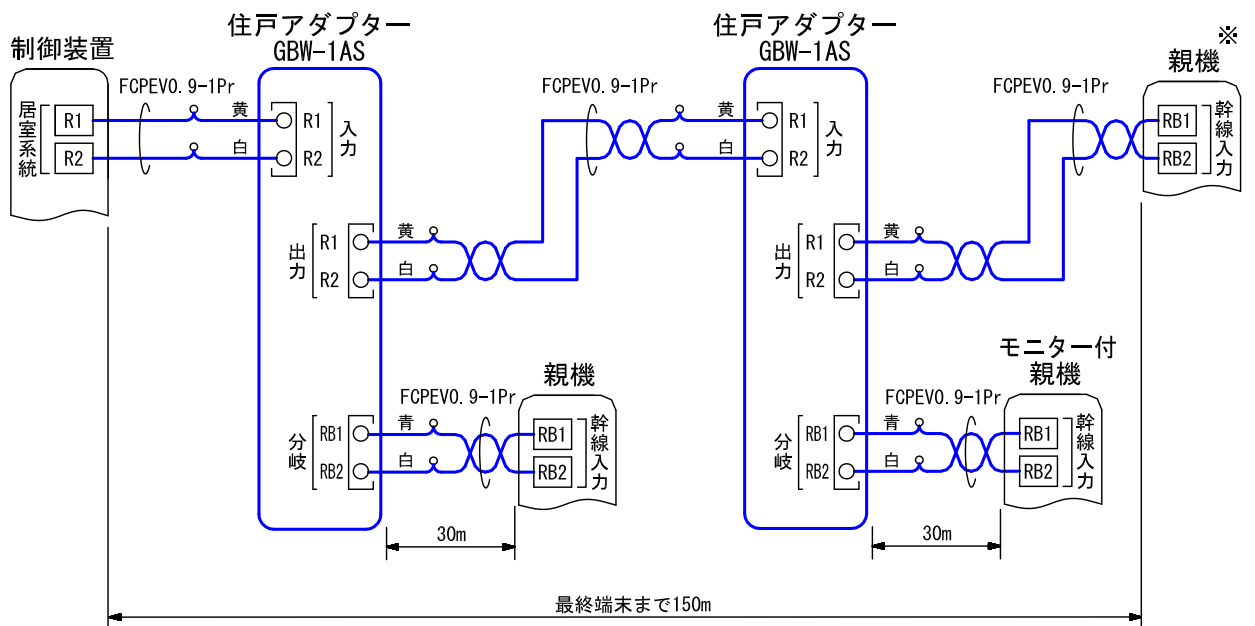 制御装置
居室系統
R1
R2
FCPEV0.9-1Pr
黄
白
住戸アダプター
GBW-1AS
R1
R2
入力
出力
R1
R2
黄
白
分岐
RB1
RB2
青
白
FCPEV0.9-1Pr
親機
RB1
RB2
幹線入力
30m
FCPEV0.9-1Pr
黄
白
住戸アダプター
GBW-1AS
R1
R2
入力
出力
R1
R2
黄
白
分岐
RB1
RB2
青
白
FCPEV0.9-1Pr
モニター付
親機
RB1
RB2
幹線入力
30m
FCPEV0.9-1Pr
※
親機
RB1
RB2
幹線入力
最終端末まで150m